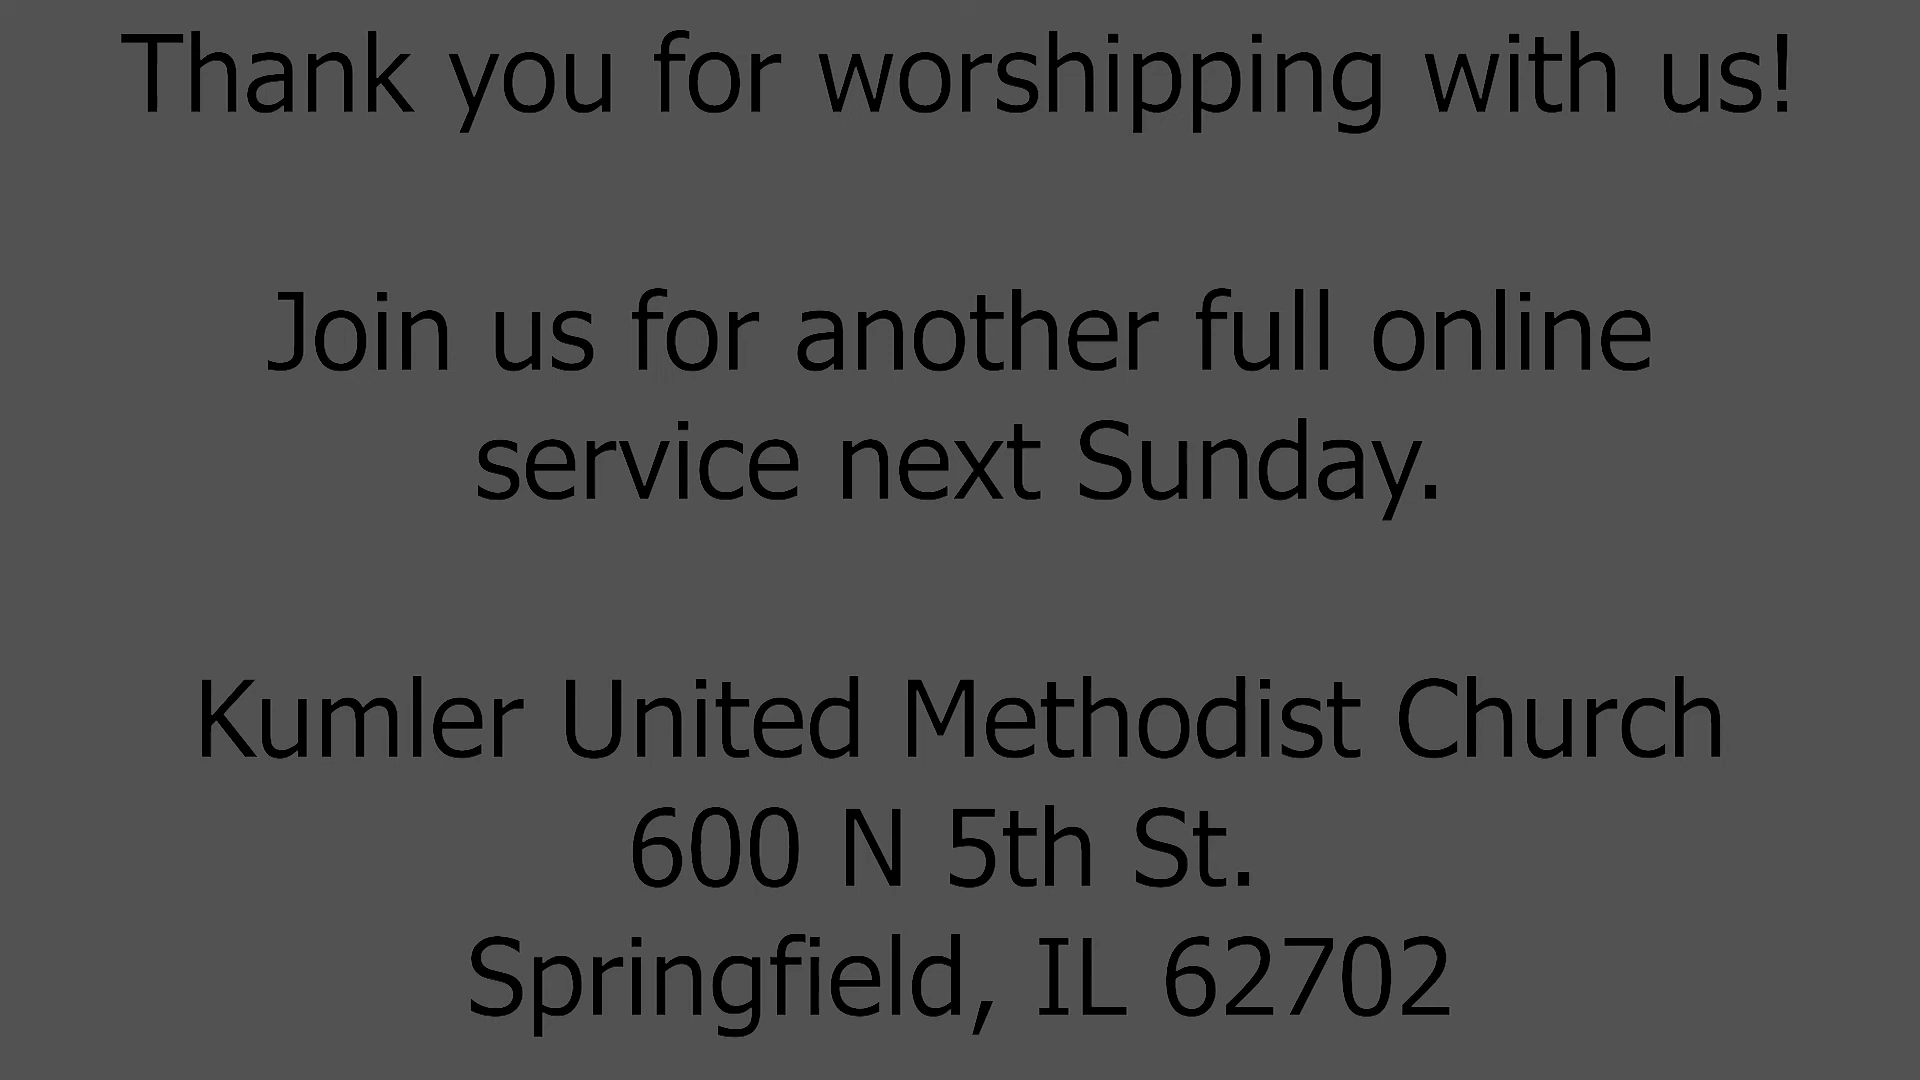 Thank you for worshipping with us!
Join us for another full online
service next Sunday.
Kumler United Methodist Church
600 N 5th St.
Springfield, IL 62702